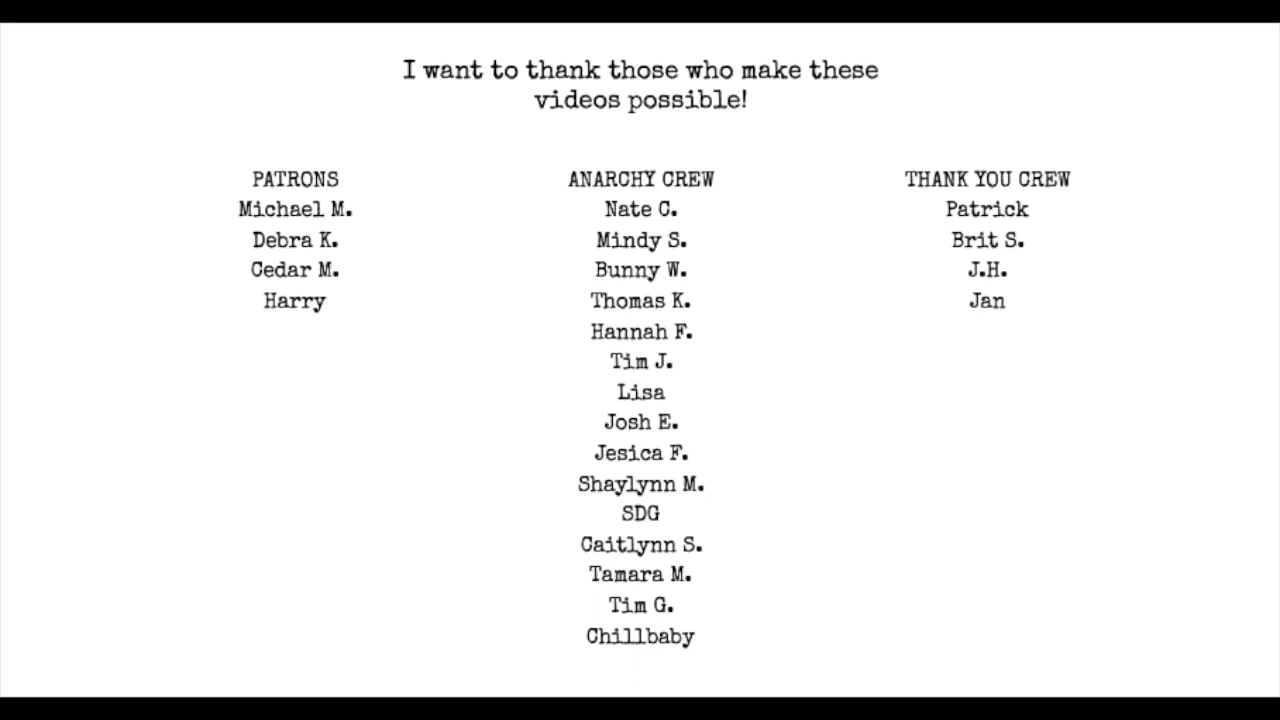 I want to thank those who make these
videos possible!
PATRONS
Michael M.
Debra K.
Cedar M.
Harry
ANARCHY CREW
Nate C.
Mindy S.
Bunny W.
Thomas K.
Hannah F.
Tim J.
Lisa
Josh E.
Jesica F.
Shaylynn M.
SDG
Caitlynn S.
Tamara M.
Tim G.
Chillbaby
THANK YOU CREW
Patrick
Brit S.
J.H.
Jan